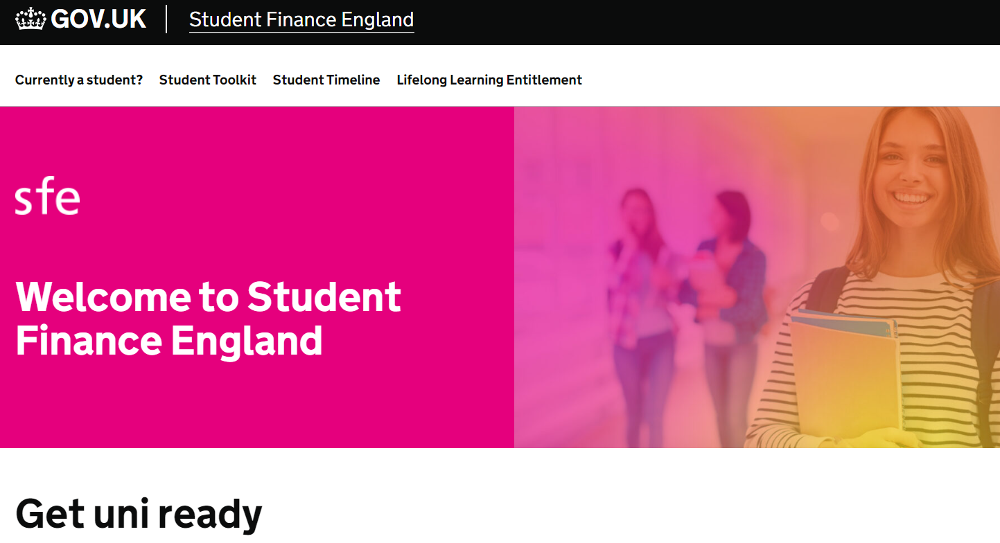 GOV.UK Student Finance England
Currently a student? Student Toolkit Student Timeline Lifelong Learning Entitlement
sfe
Welcome to Student
Finance England
Get uni ready